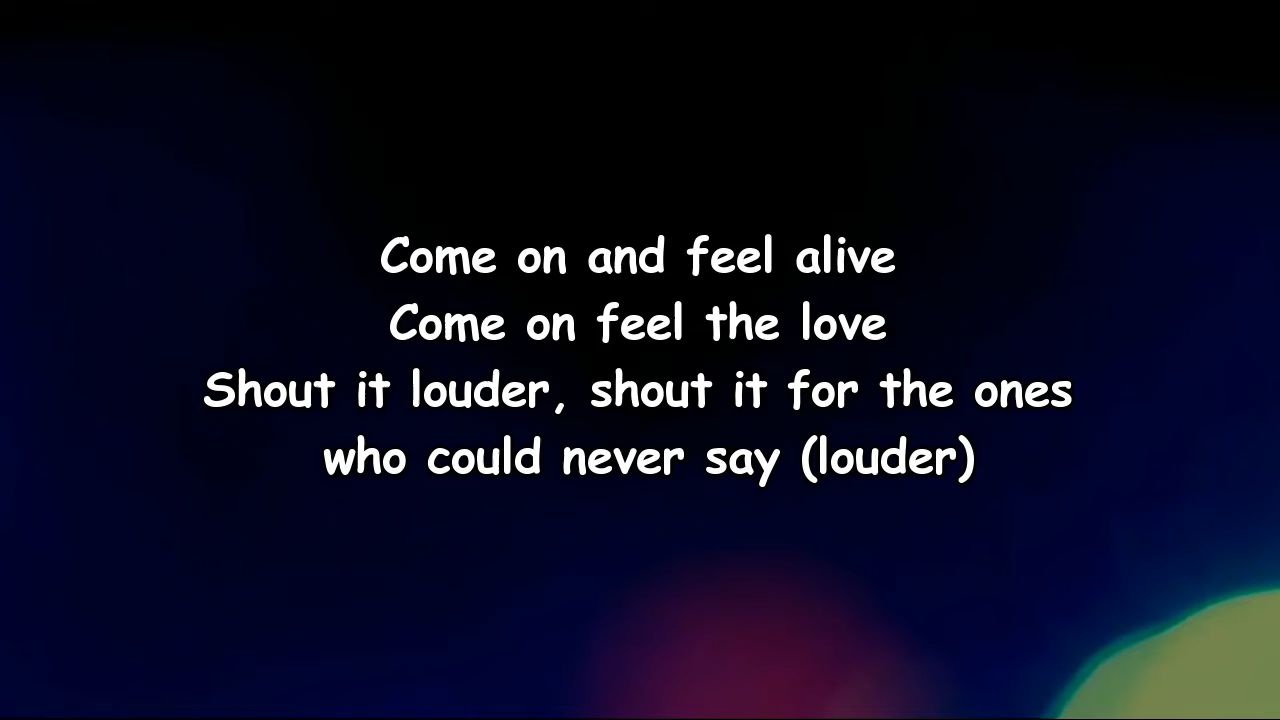 Come on and feel alive
Come on feel the love
Shout it louder, shout it for the ones
who could never say (louder)